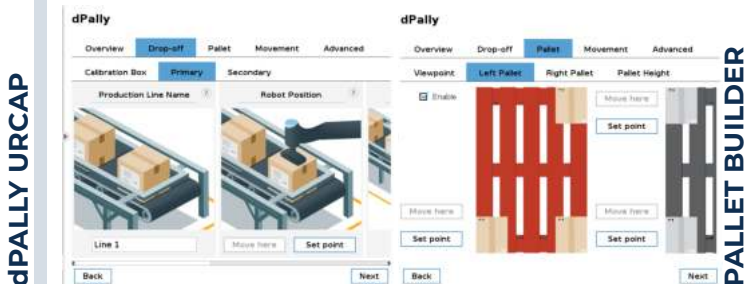 dPALLY URCAP
dPally
Overview Drop-off Pallet Movement Advanced
Calibration Box Primary Secondary
Production Line Name ? Robot Position ?
Line 1 Move here Set point
Back Next
dPally
Overview Drop-off Pallet Movement Advanced
Viewpoint Left Pallet Right Pallet Pallet Height
Enable
Move here
Set point
Move here Move here
Set point Set point
Back Next
PALLET BUILDER